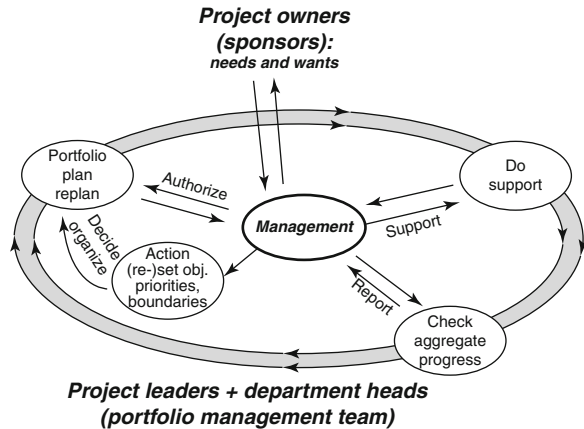 Project owners
(sponsors):
needs and wants
Portfolio
plan
replan
Authorize
Do
support
Management
Support
Decide
organize
Action
(re-)set obj.
priorities,
boundaries
Report
Check
aggregate
progress
Project leaders + department heads
(portfolio management team)